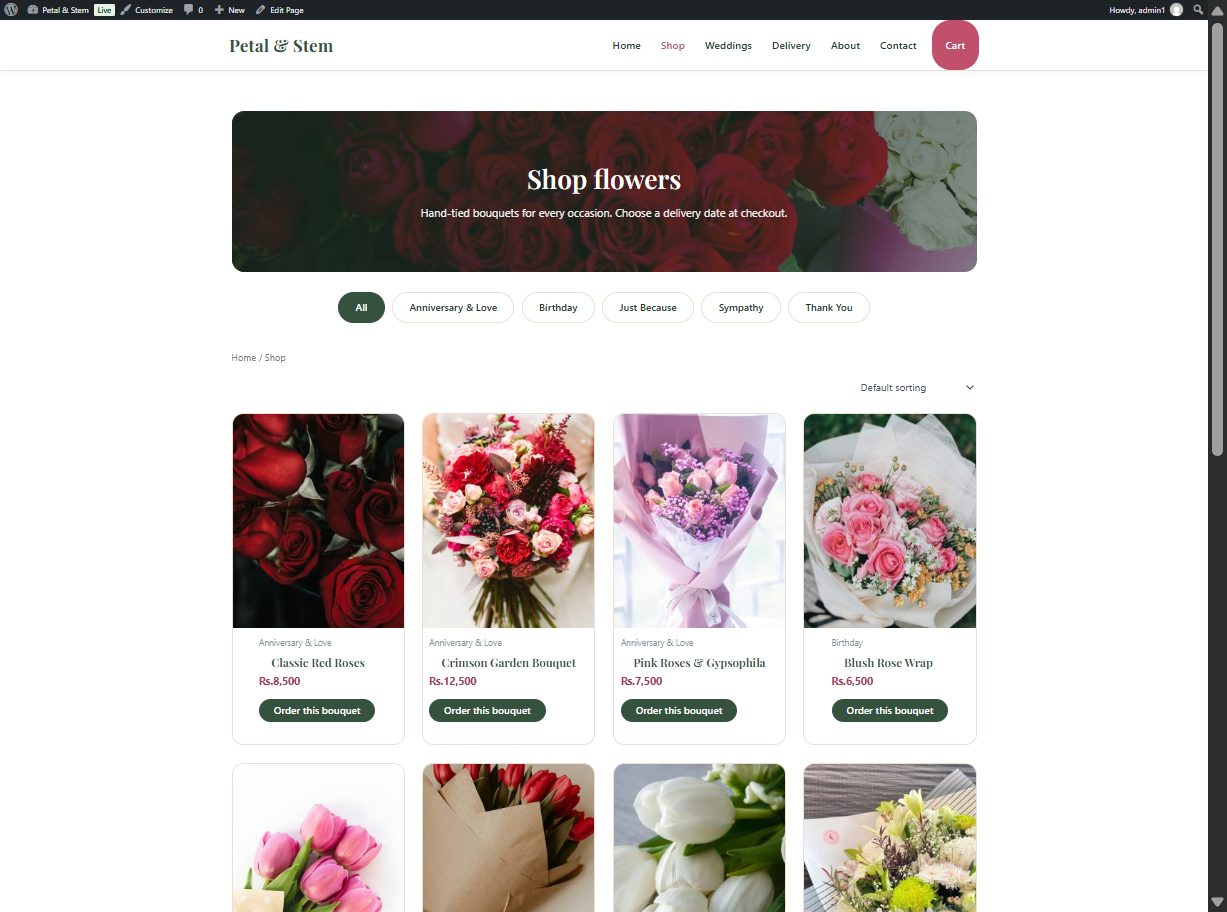 Petal & Stem Live Customize 0 New Edit Page Howdy, admin1
Petal & Stem
Home Shop Weddings Delivery About Contact Cart
Shop flowers
Hand-tied bouquets for every occasion. Choose a delivery date at checkout.
All Anniversary & Love Birthday Just Because Sympathy Thank You
Home / Shop
Default sorting
Anniversary & Love
Classic Red Roses
Rs.8,500
Order this bouquet
Anniversary & Love
Crimson Garden Bouquet
Rs.12,500
Order this bouquet
Anniversary & Love
Pink Roses & Gypsophila
Rs.7,500
Order this bouquet
Birthday
Blush Rose Wrap
Rs.6,500
Order this bouquet